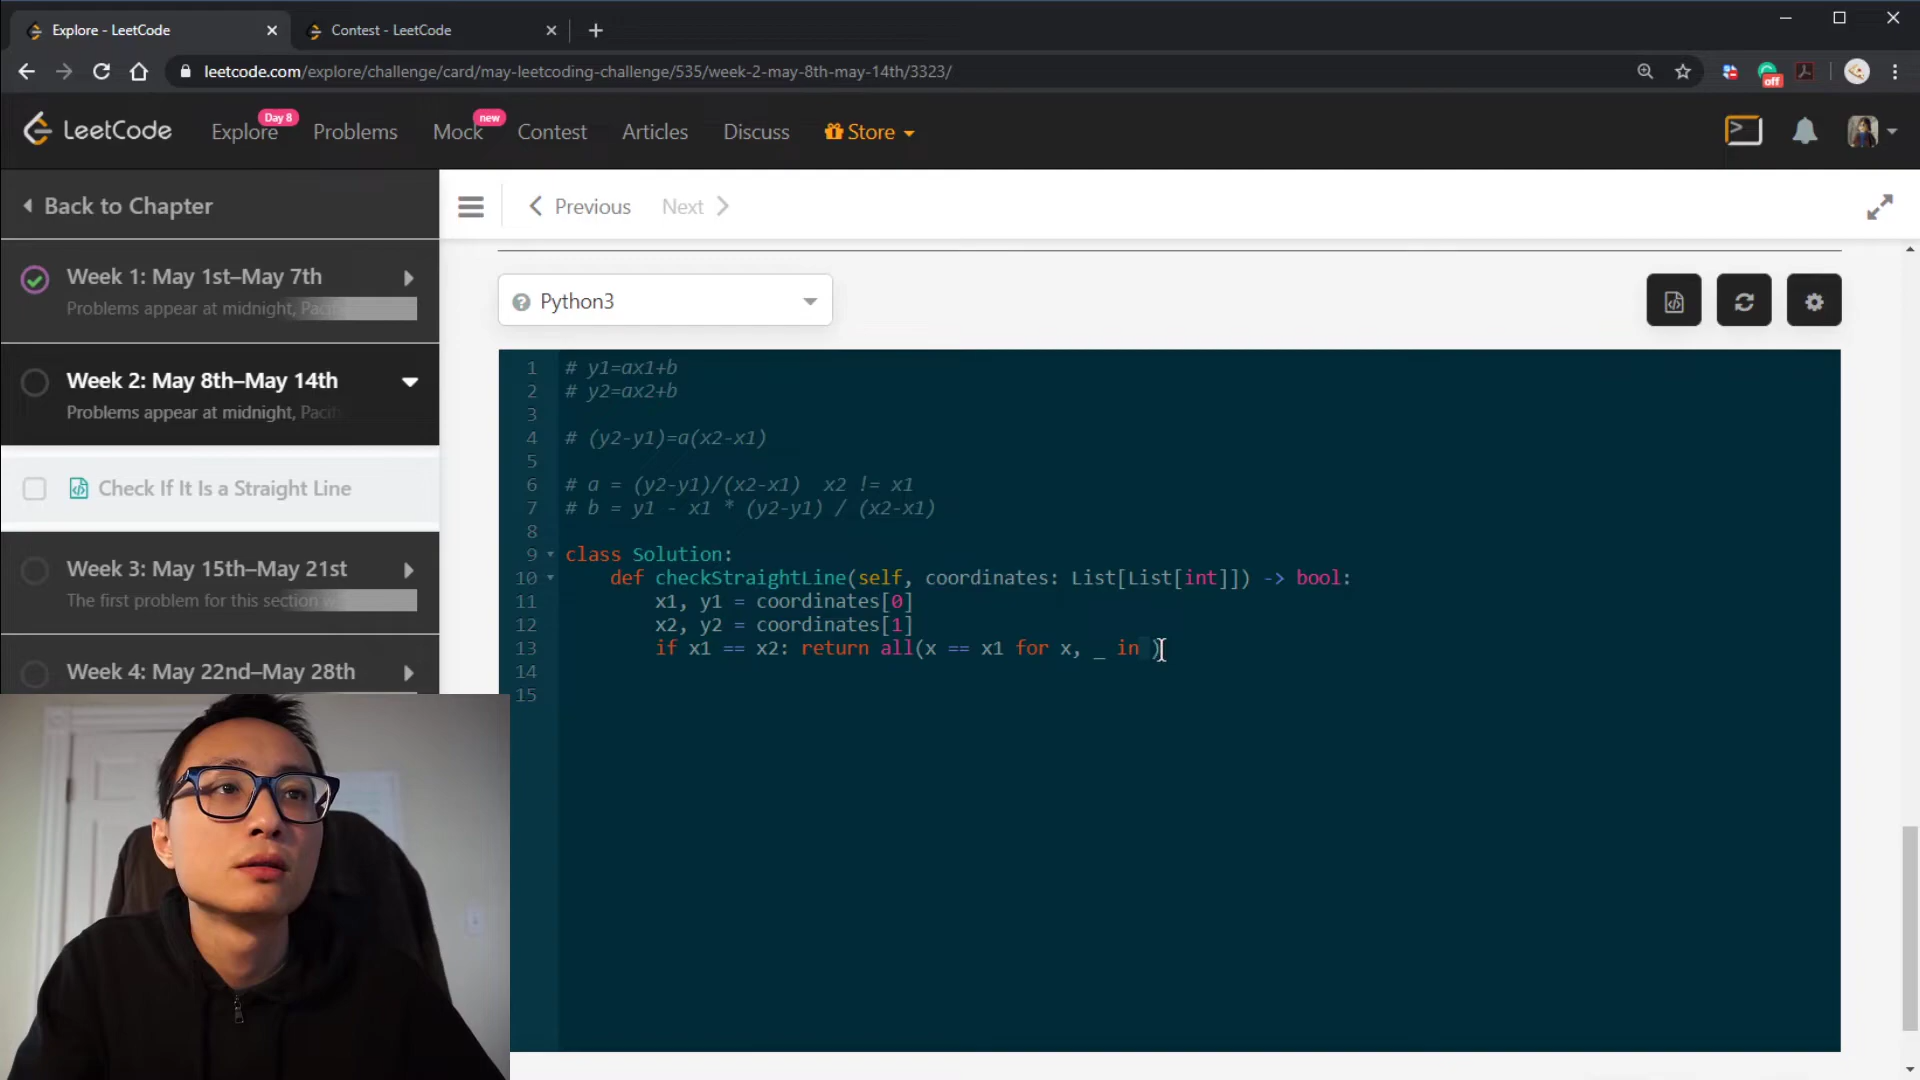 Explore - LeetCode
Contest - LeetCode
leetcode.com/explore/challenge/card/may-leetcoding-challenge/535/week-2-may-8th-may-14th/3323/
off
LeetCode
Explore
Day 8
Problems
Mock
new
Contest
Articles
Discuss
Store
Back to Chapter
Previous
Next
Week 1: May 1st–May 7th
Problems appear at midnight, Pacif
Week 2: May 8th–May 14th
Problems appear at midnight, Pacif
Check If It Is a Straight Line
Week 3: May 15th–May 21st
The first problem for this section w
Week 4: May 22nd–May 28th
Python3
1 # y1=ax1+b
2 # y2=ax2+b
3
4 # (y2-y1)=a(x2-x1)
5
6 # a = (y2-y1)/(x2-x1)  x2 != x1
7 # b = y1 - x1 * (y2-y1) / (x2-x1)
8
9 class Solution:
10     def checkStraightLine(self, coordinates: List[List[int]]) -> bool:
11         x1, y1 = coordinates[0]
12         x2, y2 = coordinates[1]
13         if x1 == x2: return all(x == x1 for x, _ in )
14
15